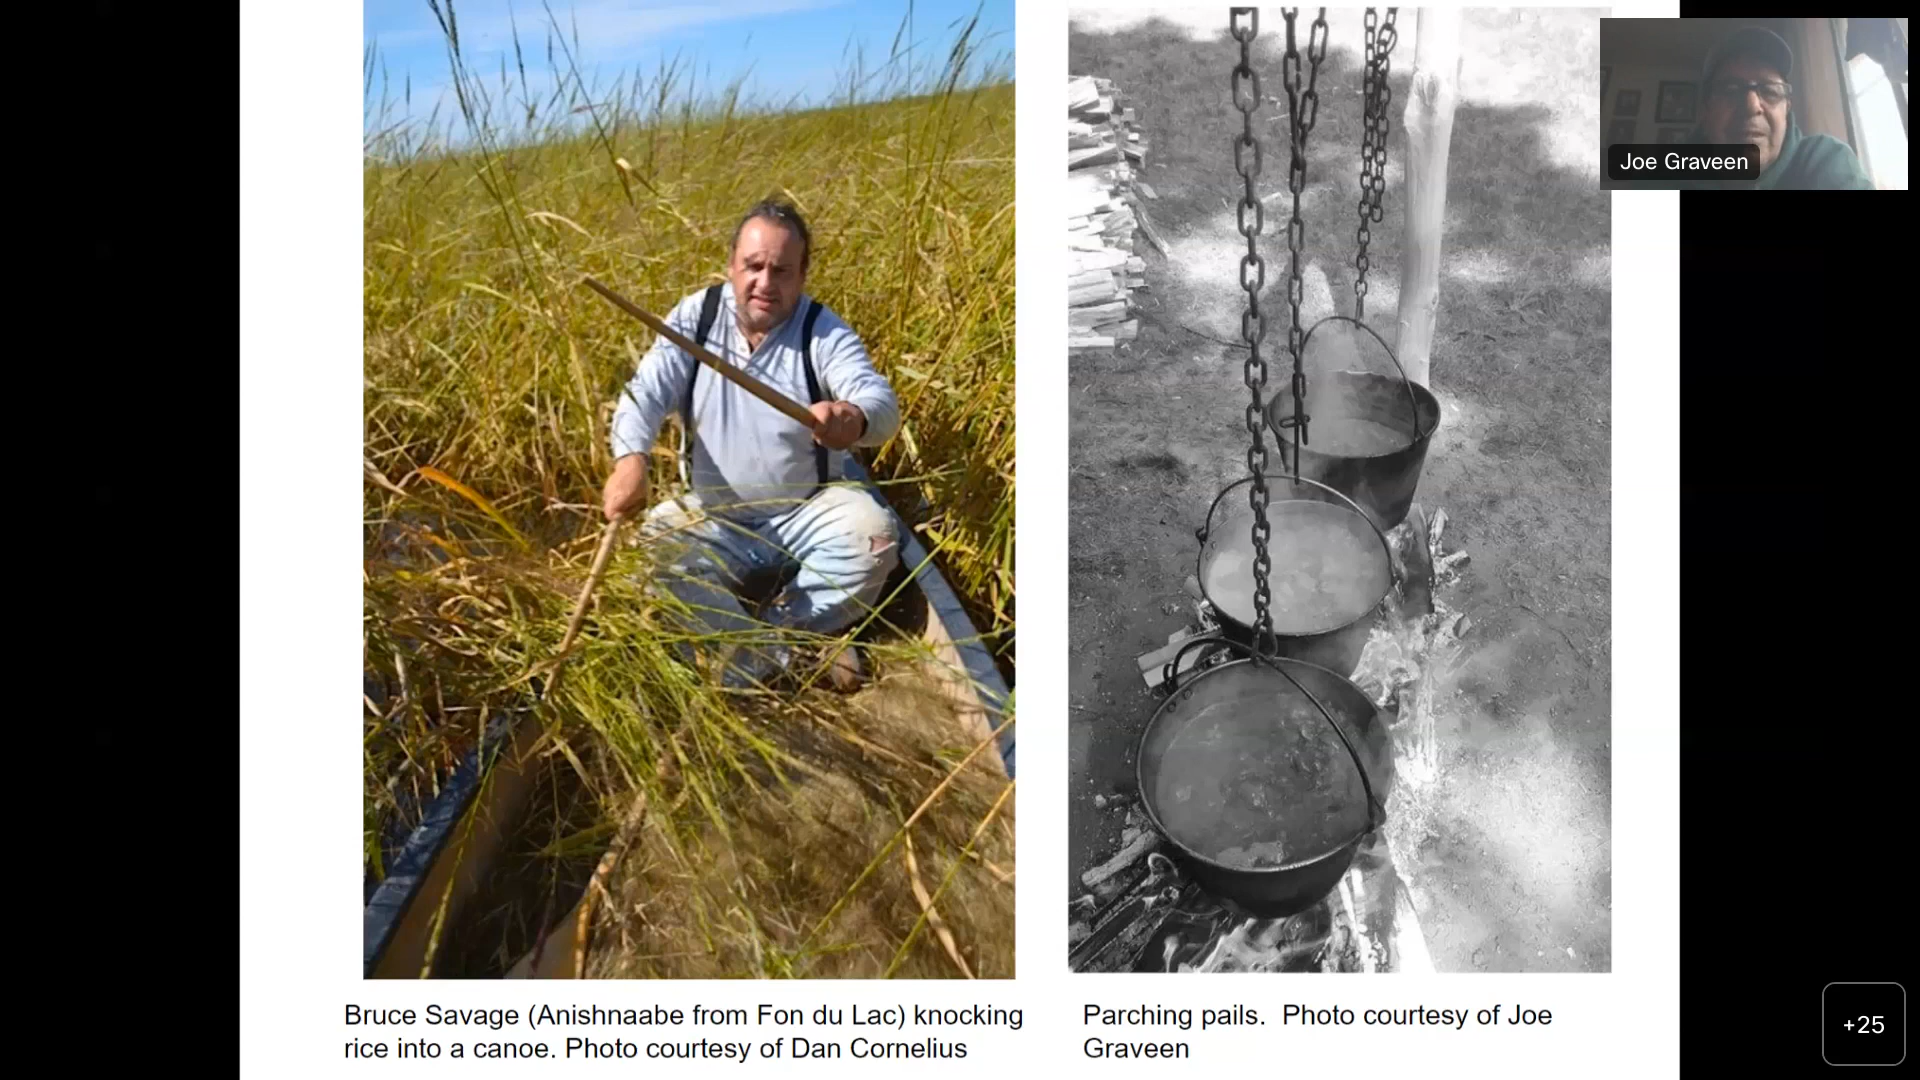 Joe Graveen
Bruce Savage (Anishnaabe from Fon du Lac) knocking
rice into a canoe. Photo courtesy of Dan Cornelius
Parching pails.  Photo courtesy of Joe
Graveen
+25